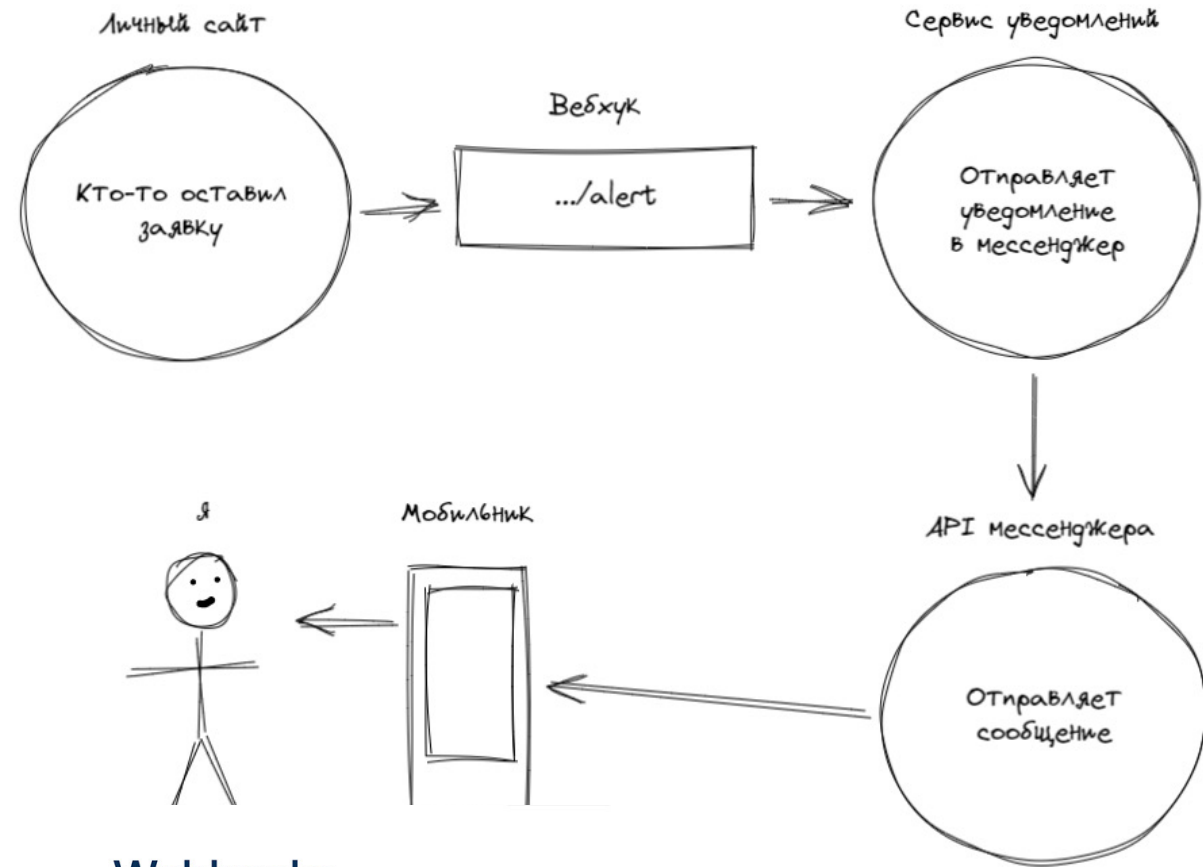 Личный сайт
Кто-то оставил
заявку
Вебхук
.../alert
Сервис уведомлений
Отправляет
уведомление
в мессенджер
Я
Мобильник
API мессенджера
Отправляет
сообщение